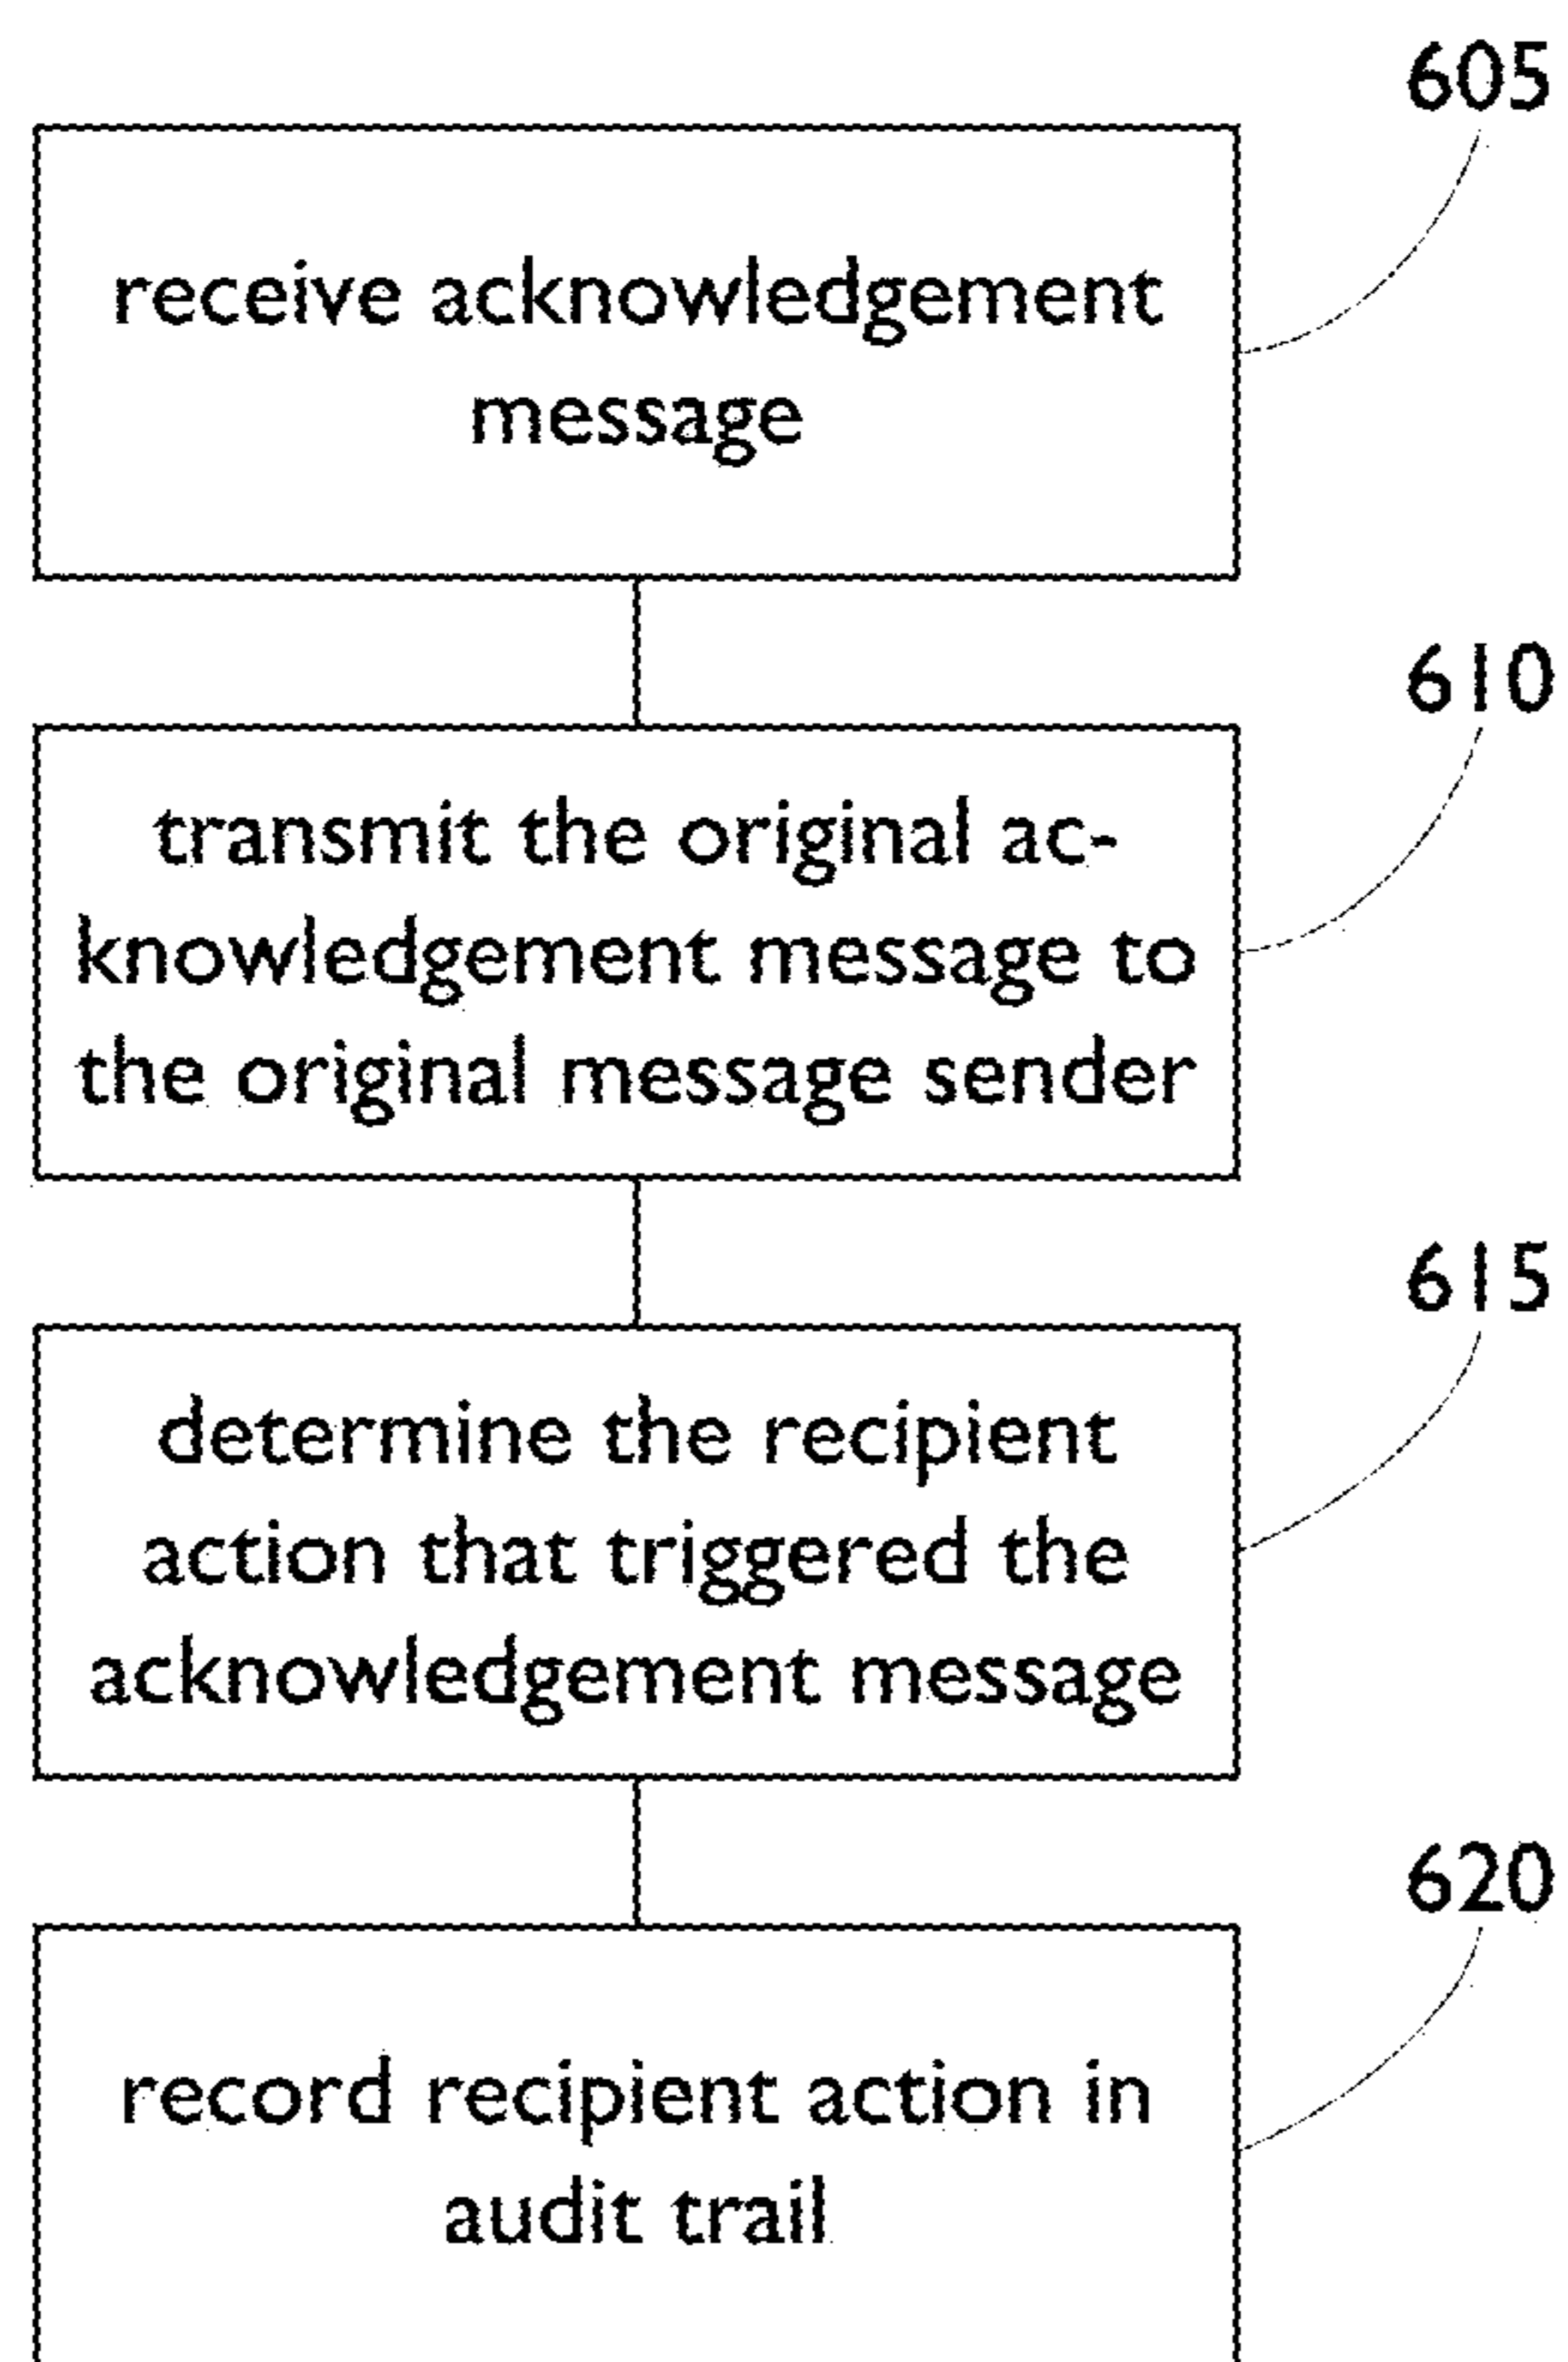 605
receive acknowledgement
message
610
transmit the original ac-
knowledgement message to
the original message sender
615
determine the recipient
action that triggered the
acknowledgement message
620
record recipient action in
audit trail